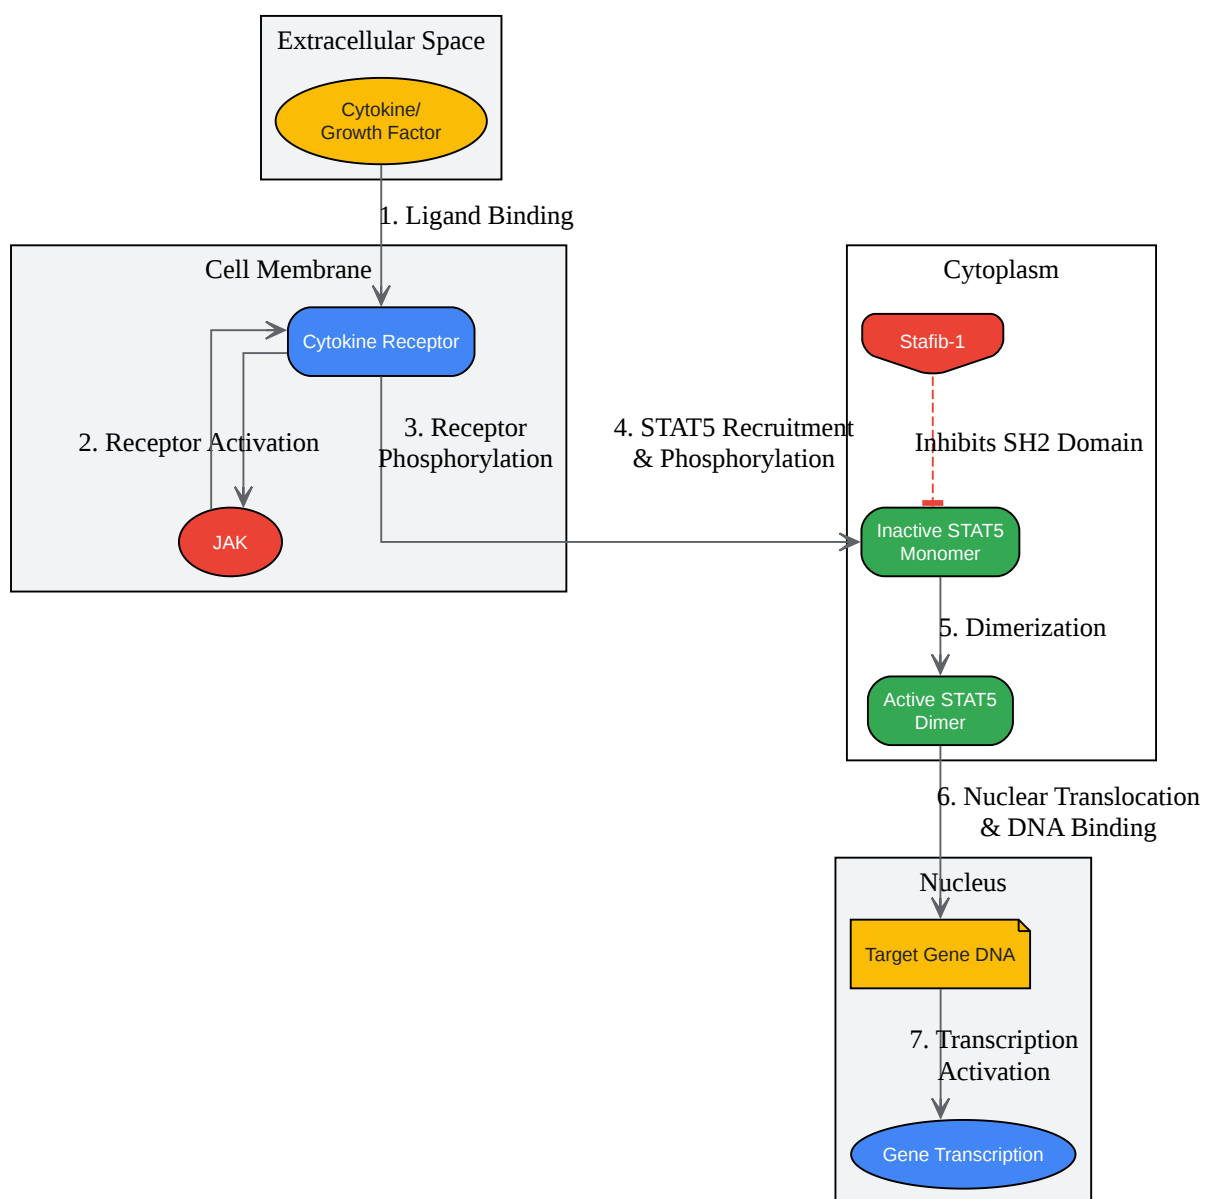 Extracellular Space
Cytokine/
Growth Factor
1. Ligand Binding
Cell Membrane
Cytokine Receptor
2. Receptor Activation
3. Receptor
Phosphorylation
JAK
4. STAT5 Recruitment
& Phosphorylation
Cytoplasm
Stafib-1
Inhibits SH2 Domain
Inactive STAT5
Monomer
5. Dimerization
Active STAT5
Dimer
6. Nuclear Translocation
& DNA Binding
Nucleus
Target Gene DNA
7. Transcription
Activation
Gene Transcription